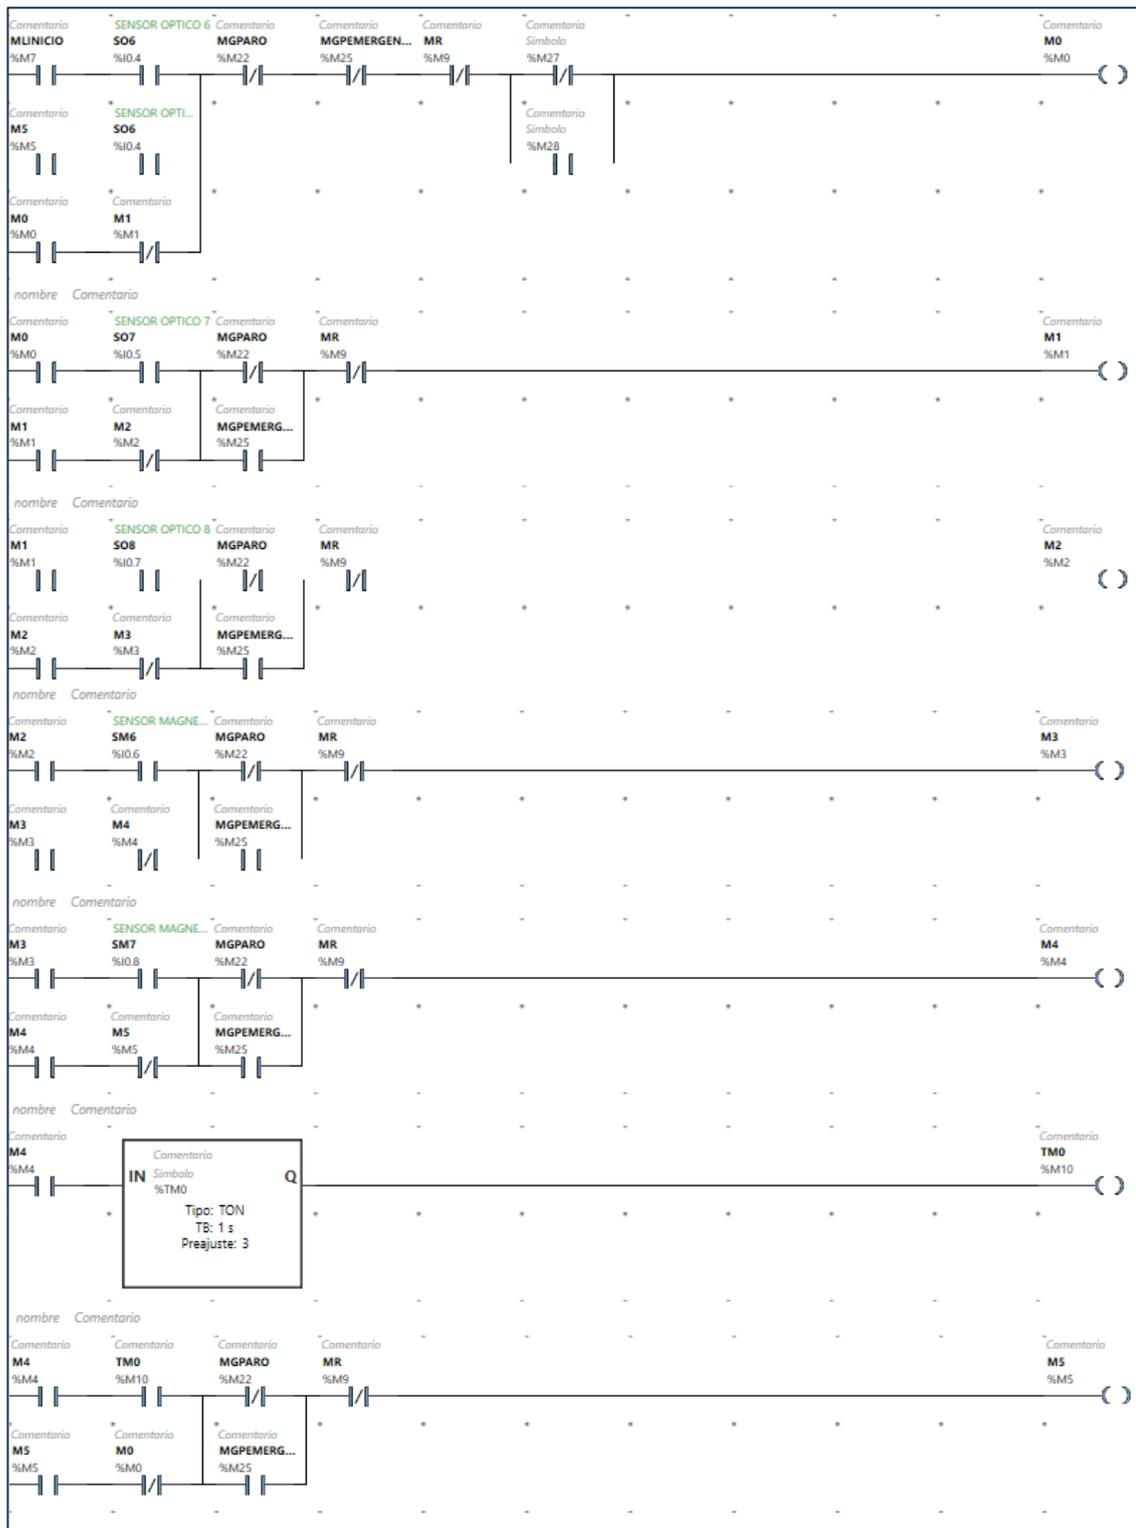 Comentario SENSOR OPTICO 6 Comentario Comentario Comentario Comentario Comentario
MLINICIO SO6 MGPARO MGPEMERGEN... MR Simbolo M0
%M7 %I0.4 %M22 %M25 %M9 %M27 %M0
Comentario SENSOR OPTI... Comentario
M5 SO6 Simbolo
%M5 %I0.4 %M28
Comentario Comentario
M0 M1
%M0 %M1
nombre Comentario
Comentario SENSOR OPTICO 7 Comentario Comentario Comentario
M0 SO7 MGPARO MR M1
%M0 %I0.5 %M22 %M9 %M1
Comentario Comentario Comentario
M1 M2 MGPEMERG...
%M1 %M2 %M25
nombre Comentario
Comentario SENSOR OPTICO 8 Comentario Comentario Comentario
M1 SO8 MGPARO MR M2
%M1 %I0.7 %M22 %M9 %M2
Comentario Comentario Comentario
M2 M3 MGPEMERG...
%M2 %M3 %M25
nombre Comentario
Comentario SENSOR MAGNE... Comentario Comentario Comentario
M2 SM6 MGPARO MR M3
%M2 %I0.6 %M22 %M9 %M3
Comentario Comentario Comentario
M3 M4 MGPEMERG...
%M3 %M4 %M25
nombre Comentario
Comentario SENSOR MAGNE... Comentario Comentario Comentario
M3 SM7 MGPARO MR M4
%M3 %I0.8 %M22 %M9 %M4
Comentario Comentario Comentario
M4 M5 MGPEMERG...
%M4 %M5 %M25
nombre Comentario
Comentario Comentario Comentario
M4 IN Simbolo Q TM0
%M4 %TM0 %M10
Tipo: TON
TB: 1 s
Preajuste: 3
nombre Comentario
Comentario Comentario Comentario Comentario Comentario
M4 TM0 MGPARO MR M5
%M4 %M10 %M22 %M9 %M5
Comentario Comentario Comentario
M5 M0 MGPEMERG...
%M5 %M0 %M25